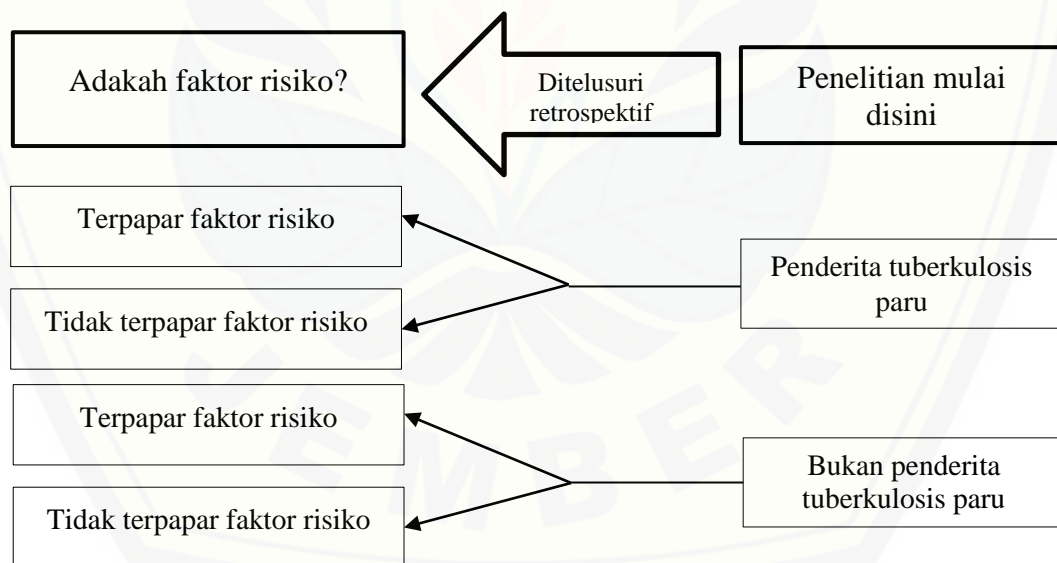 Adakah faktor risiko?
Ditelusuri
retrospektif
Penelitian mulai
disini
Terpapar faktor risiko
Tidak terpapar faktor risiko
Penderita tuberkulosis
paru
Terpapar faktor risiko
Tidak terpapar faktor risiko
Bukan penderita
tuberkulosis paru
JEMBER